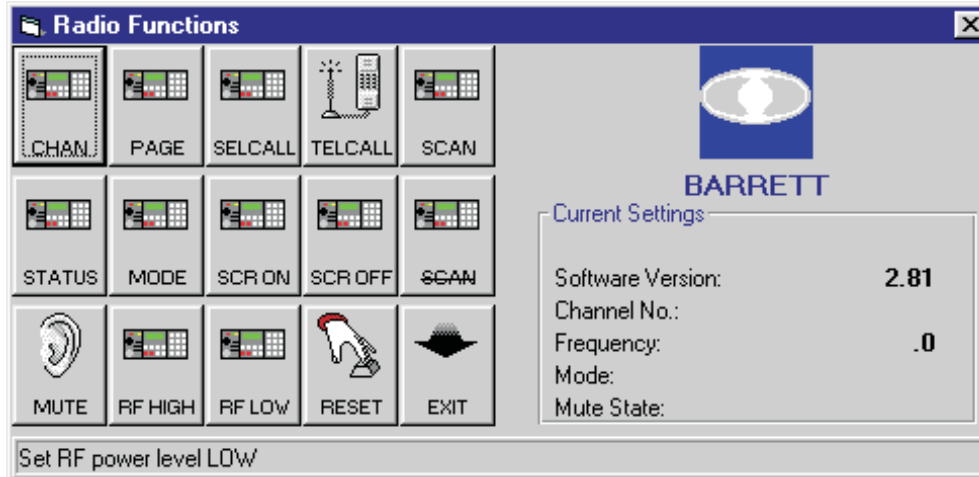 Radio Functions
CHAN PAGE SELCALL TELCALL SCAN
STATUS MODE SCR ON SCR OFF SCAN
MUTE RF HIGH RF LOW RESET EXIT
BARRETT
Current Settings
Software Version: 2.81
Channel No.:
Frequency: .0
Mode:
Mute State:
Set RF power level LOW